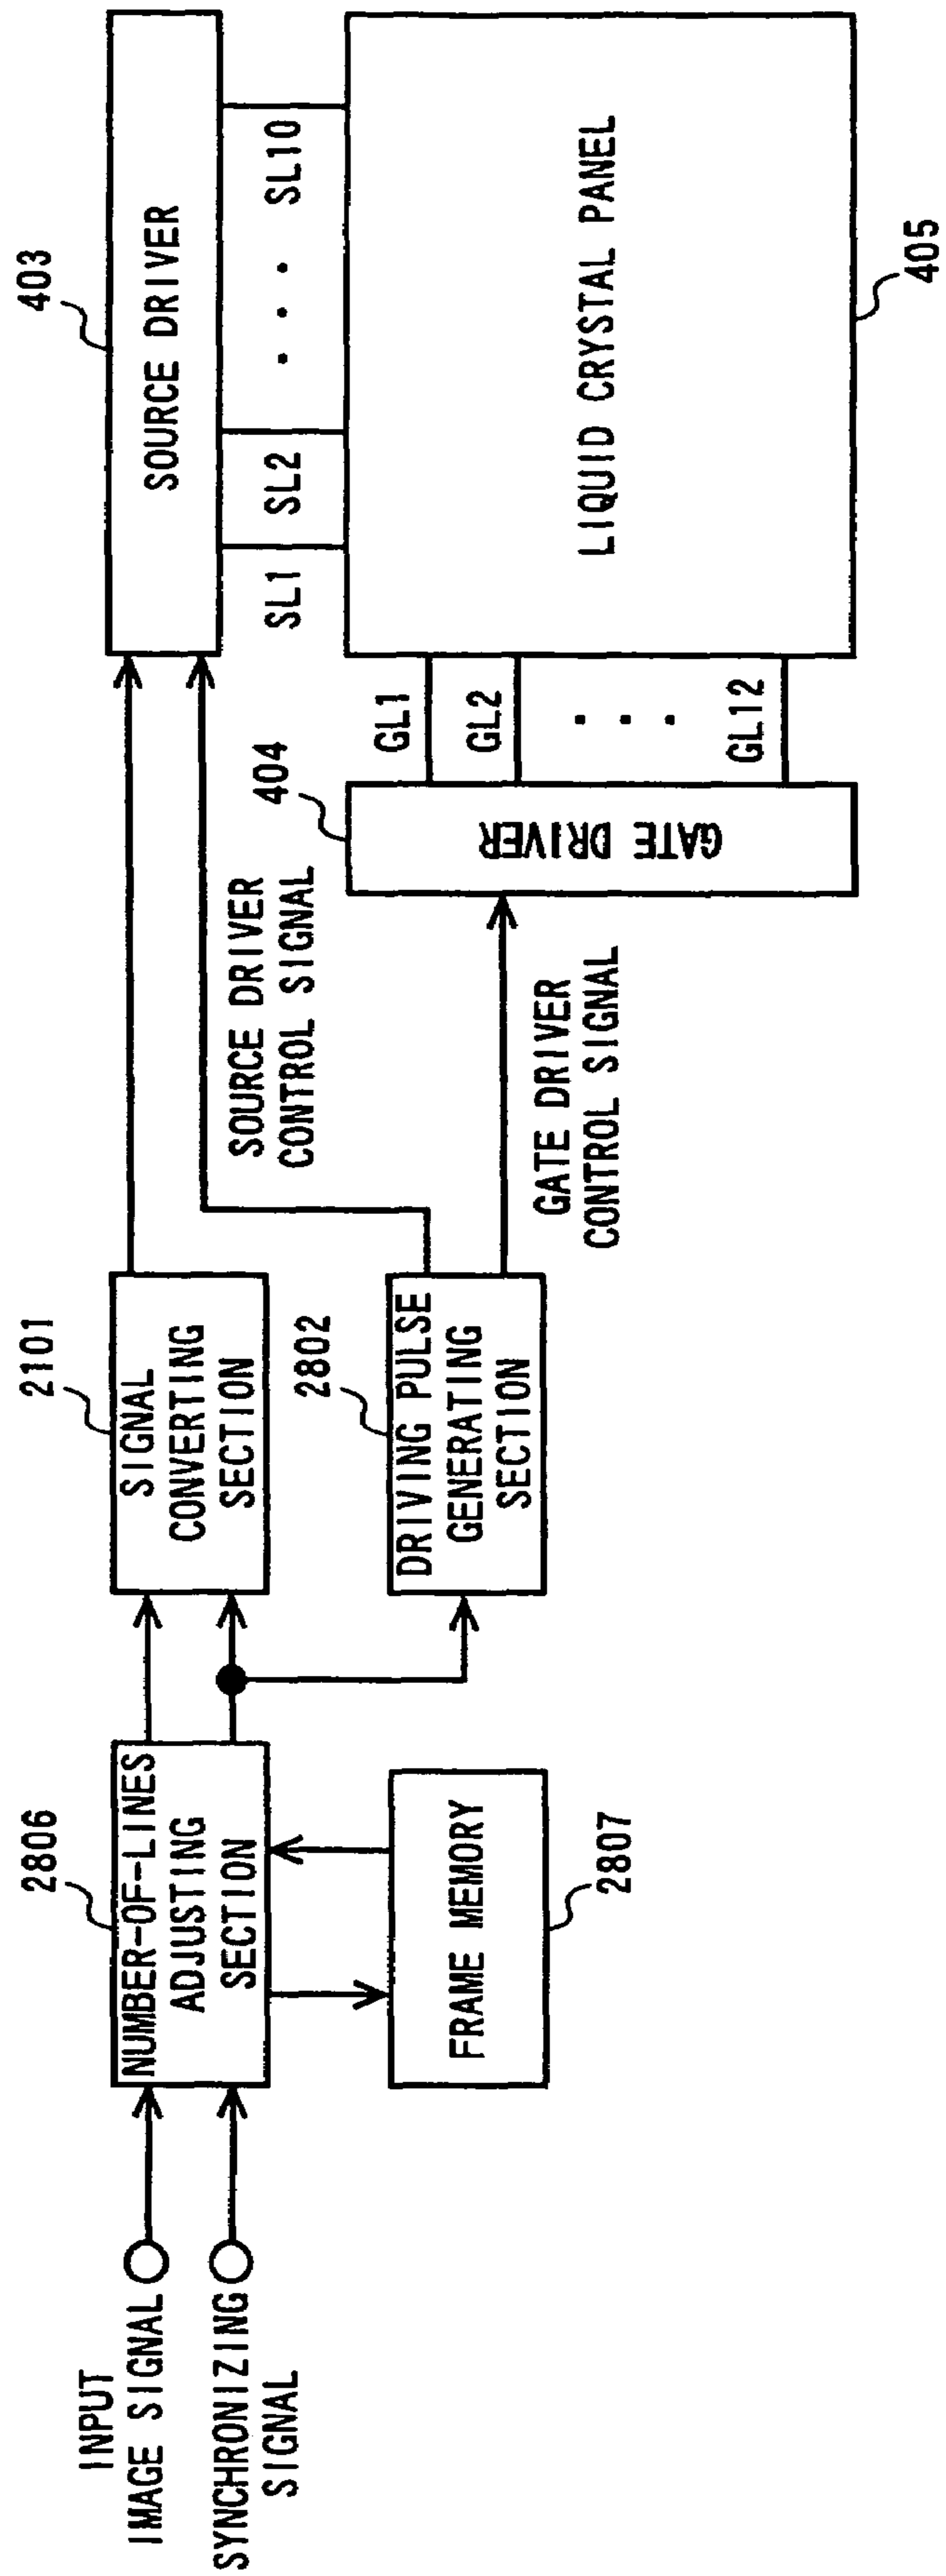 INPUT
IMAGE SIGNAL
SYNCHRONIZING
SIGNAL
2806
NUMBER-OF-LINES
ADJUSTING
SECTION
FRAME MEMORY
2807
2101
SIGNAL
CONVERTING
SECTION
2802
DRIVING PULSE
GENERATING
SECTION
SOURCE DRIVER
CONTROL SIGNAL
GATE DRIVER
CONTROL SIGNAL
403
SOURCE DRIVER
SL1 SL2 . . . SL10
404
GATE DRIVER
GL1
GL2
. . .
GL12
LIQUID CRYSTAL PANEL
405